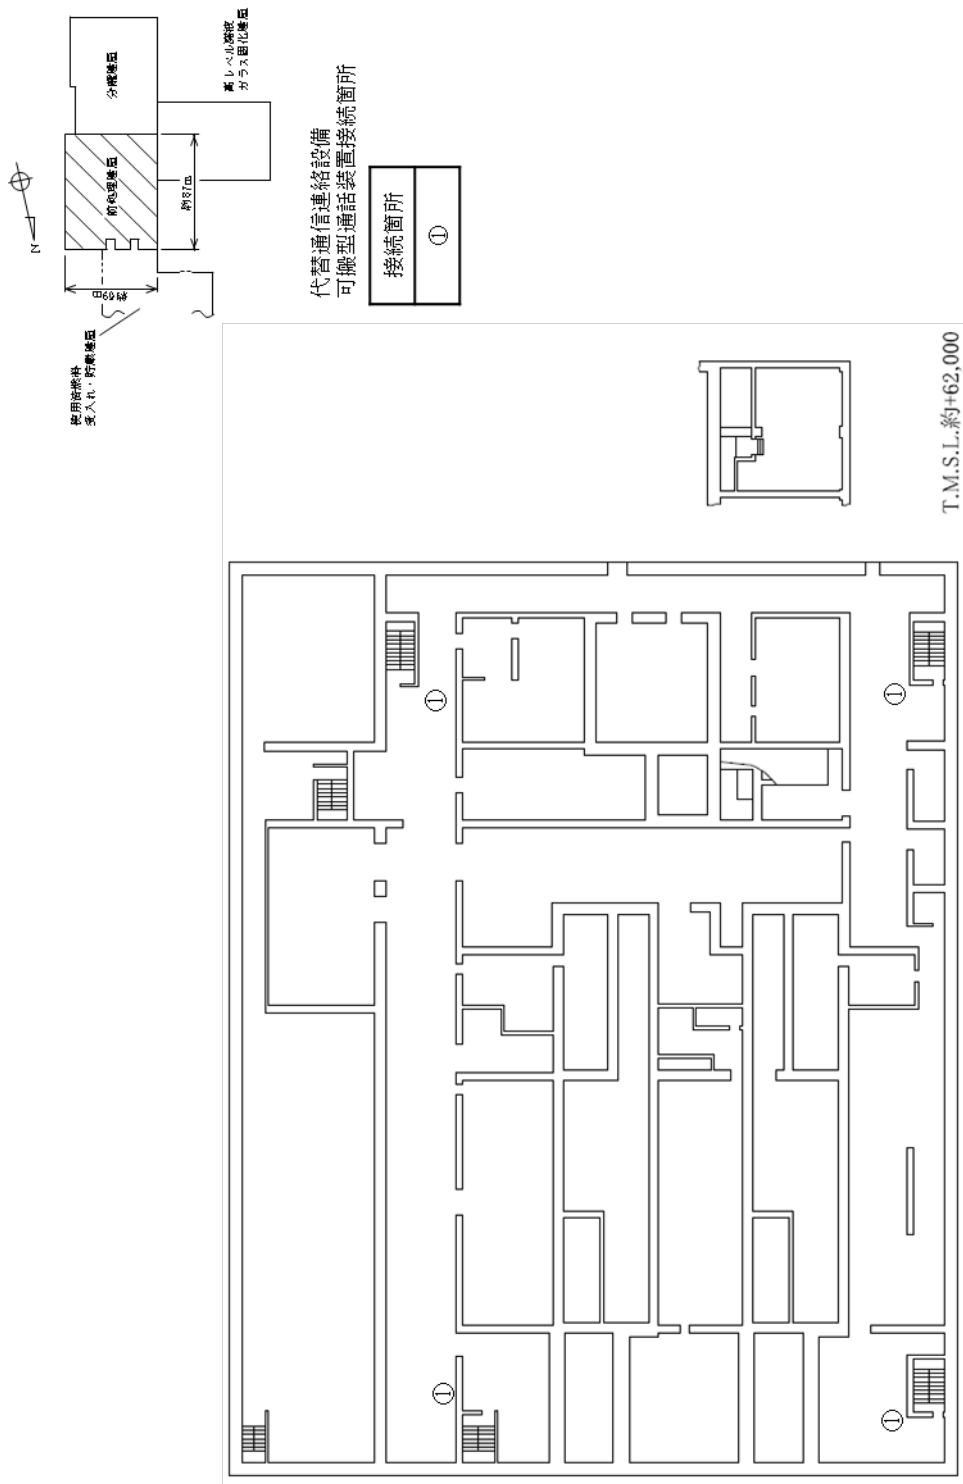 分離建屋
高レベル廃液
ガラス固化建屋
前処理建屋
約87m
N
約69m
使用済燃料
受入れ・貯蔵建屋
代替通信連絡設備
可搬型通話装置接続箇所
接続箇所
①
T.M.S.L.約+62,000
①
①
①
①